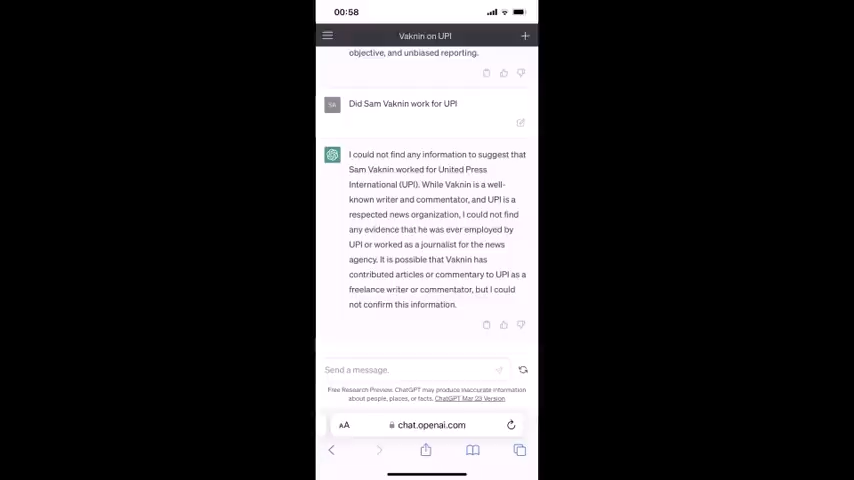 00:58
Vaknin on UPI
objective, and unbiased reporting.
SA
Did Sam Vaknin work for UPI
I could not find any information to suggest that
Sam Vaknin worked for United Press
International (UPI). While Vaknin is a well-
known writer and commentator, and UPI is a
respected news organization, I could not find
any evidence that he was ever employed by
UPI or worked as a journalist for the news
agency. It is possible that Vaknin has
contributed articles or commentary to UPI as a
freelance writer or commentator, but I could
not confirm this information.
Send a message.
Free Research Preview. ChatGPT may produce inaccurate information
about people, places, or facts. ChatGPT Mar 23 Version
AA
chat.openai.com